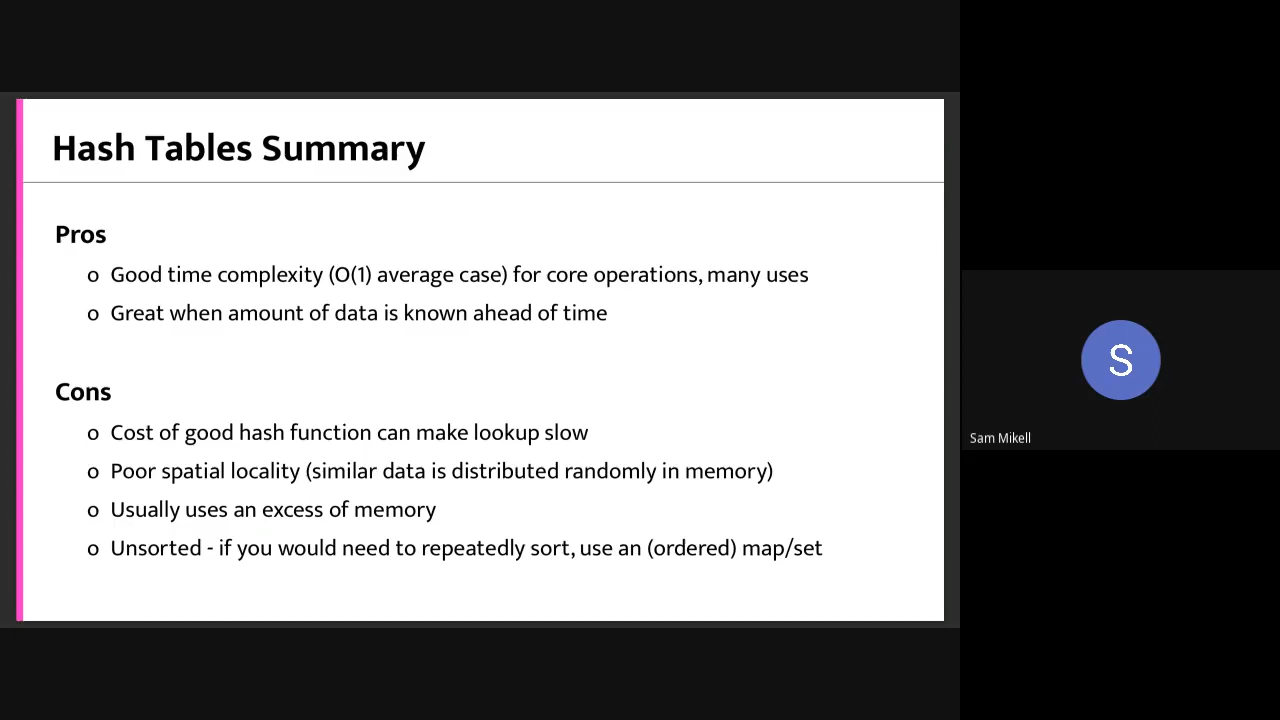 Hash Tables Summary
Pros
o Good time complexity (O(1) average case) for core operations, many uses
o Great when amount of data is known ahead of time
Cons
o Cost of good hash function can make lookup slow
o Poor spatial locality (similar data is distributed randomly in memory)
o Usually uses an excess of memory
o Unsorted - if you would need to repeatedly sort, use an (ordered) map/set
S
Sam Mikell